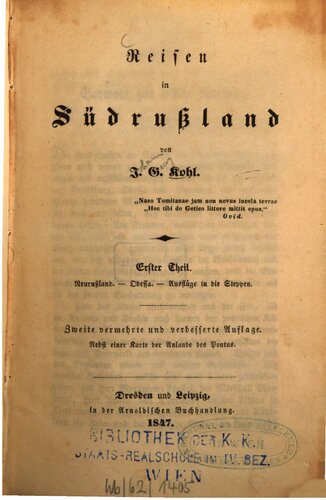 Reisen
in
Südrußland
von
J. G. Kohl.
„Naso Tomitanae jam non novus incola terrae
„Hoc tibi de Getico littore mittit opus."
Ovid.
Erster Theil.
Neurußland. — Odessa. — Ausflüge in die Steppen.
Zweite vermehrte und verbesserte Auflage.
Nebst einer Karte der Anlande des Pontus.
Dresden und Leipzig,
in der Arnoldischen Buchhandlung.
1847.
BIBLIOTHEK DER K. K.
STAATS-REALSCHULE IM IV. BEZ.
WIEN